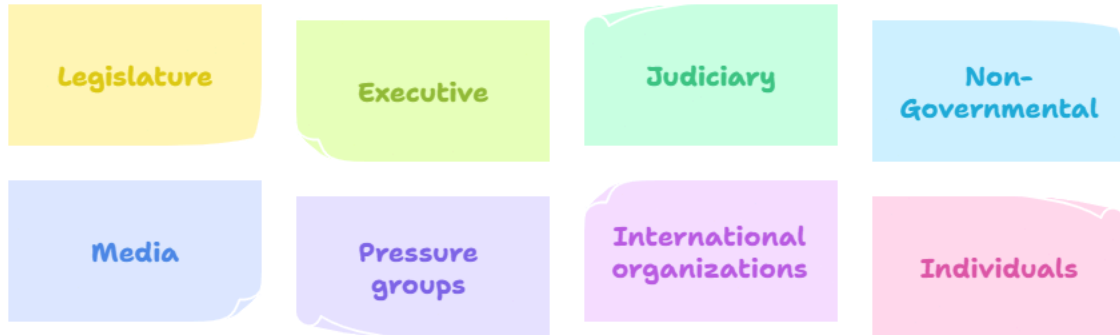 Legislature
Executive
Judiciary
Non-
Governmental
Media
Pressure
groups
International
organizations
Individuals